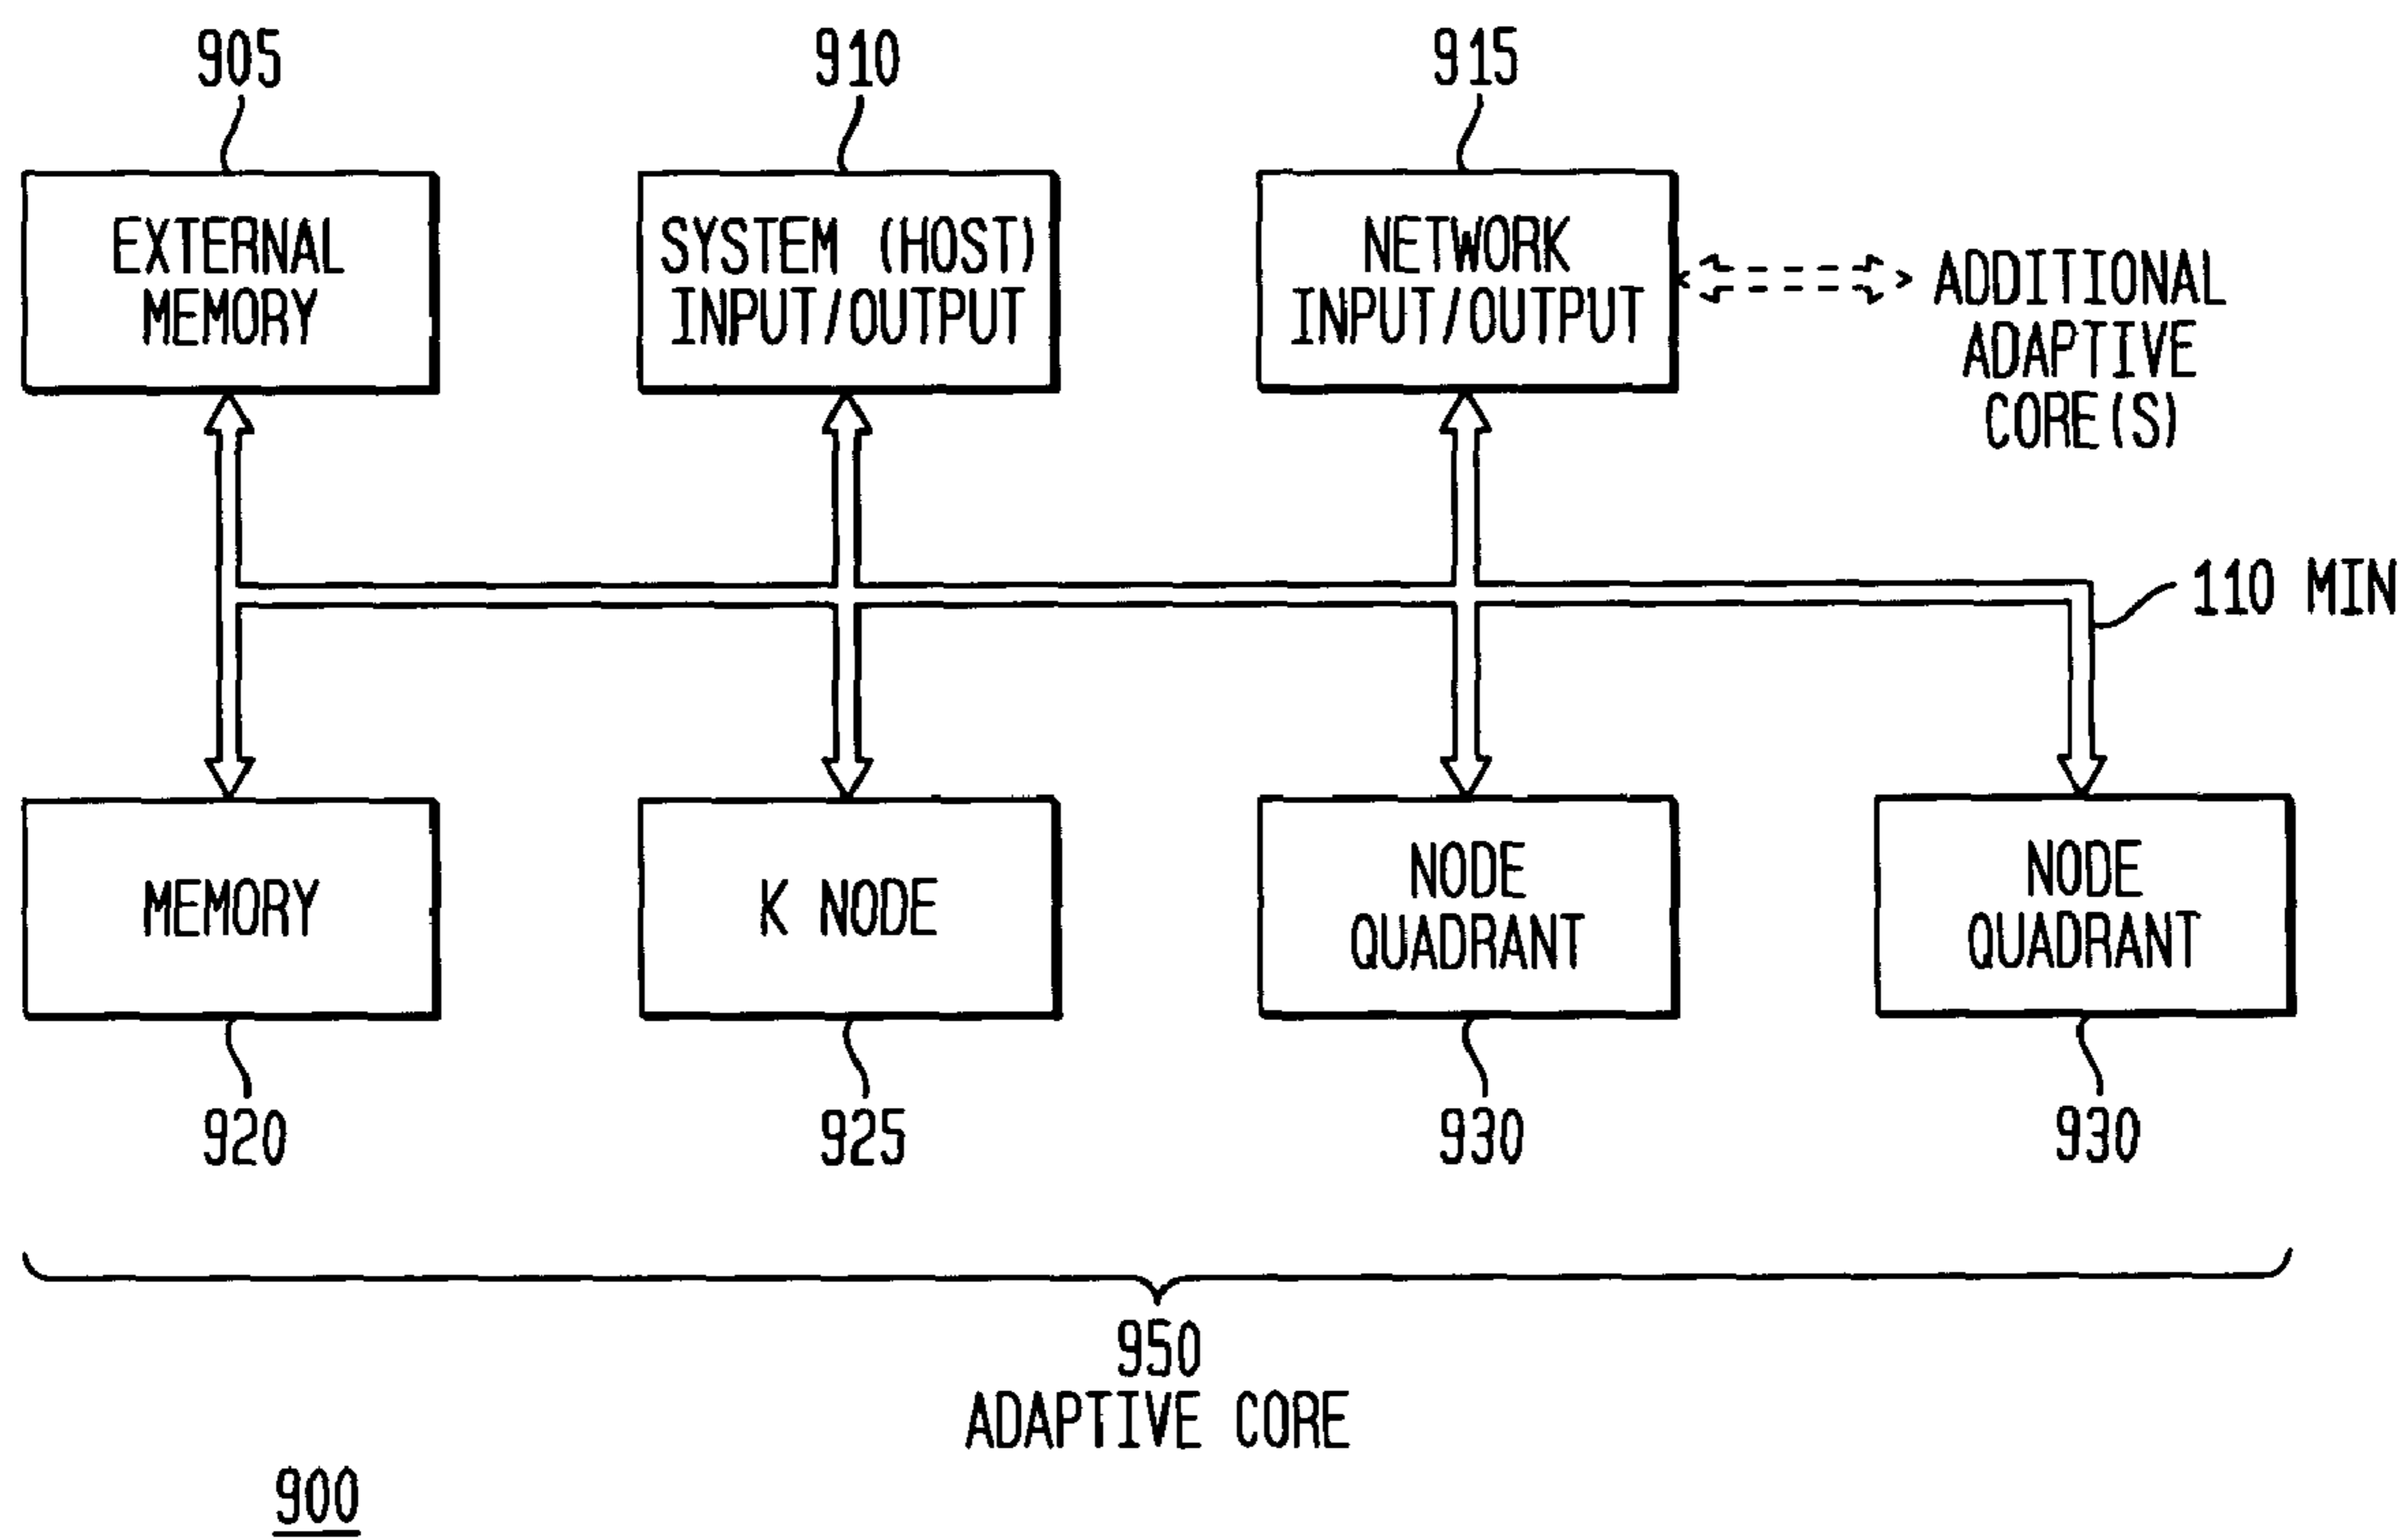 905
910
915
EXTERNAL
MEMORY
SYSTEM (HOST)
INPUT/OUTPUT
NETWORK
INPUT/OUTPUT
ADDITIONAL
ADAPTIVE
CORE(S)
110 MIN
MEMORY
K NODE
NODE
QUADRANT
NODE
QUADRANT
920
925
930
930
950
ADAPTIVE CORE
900